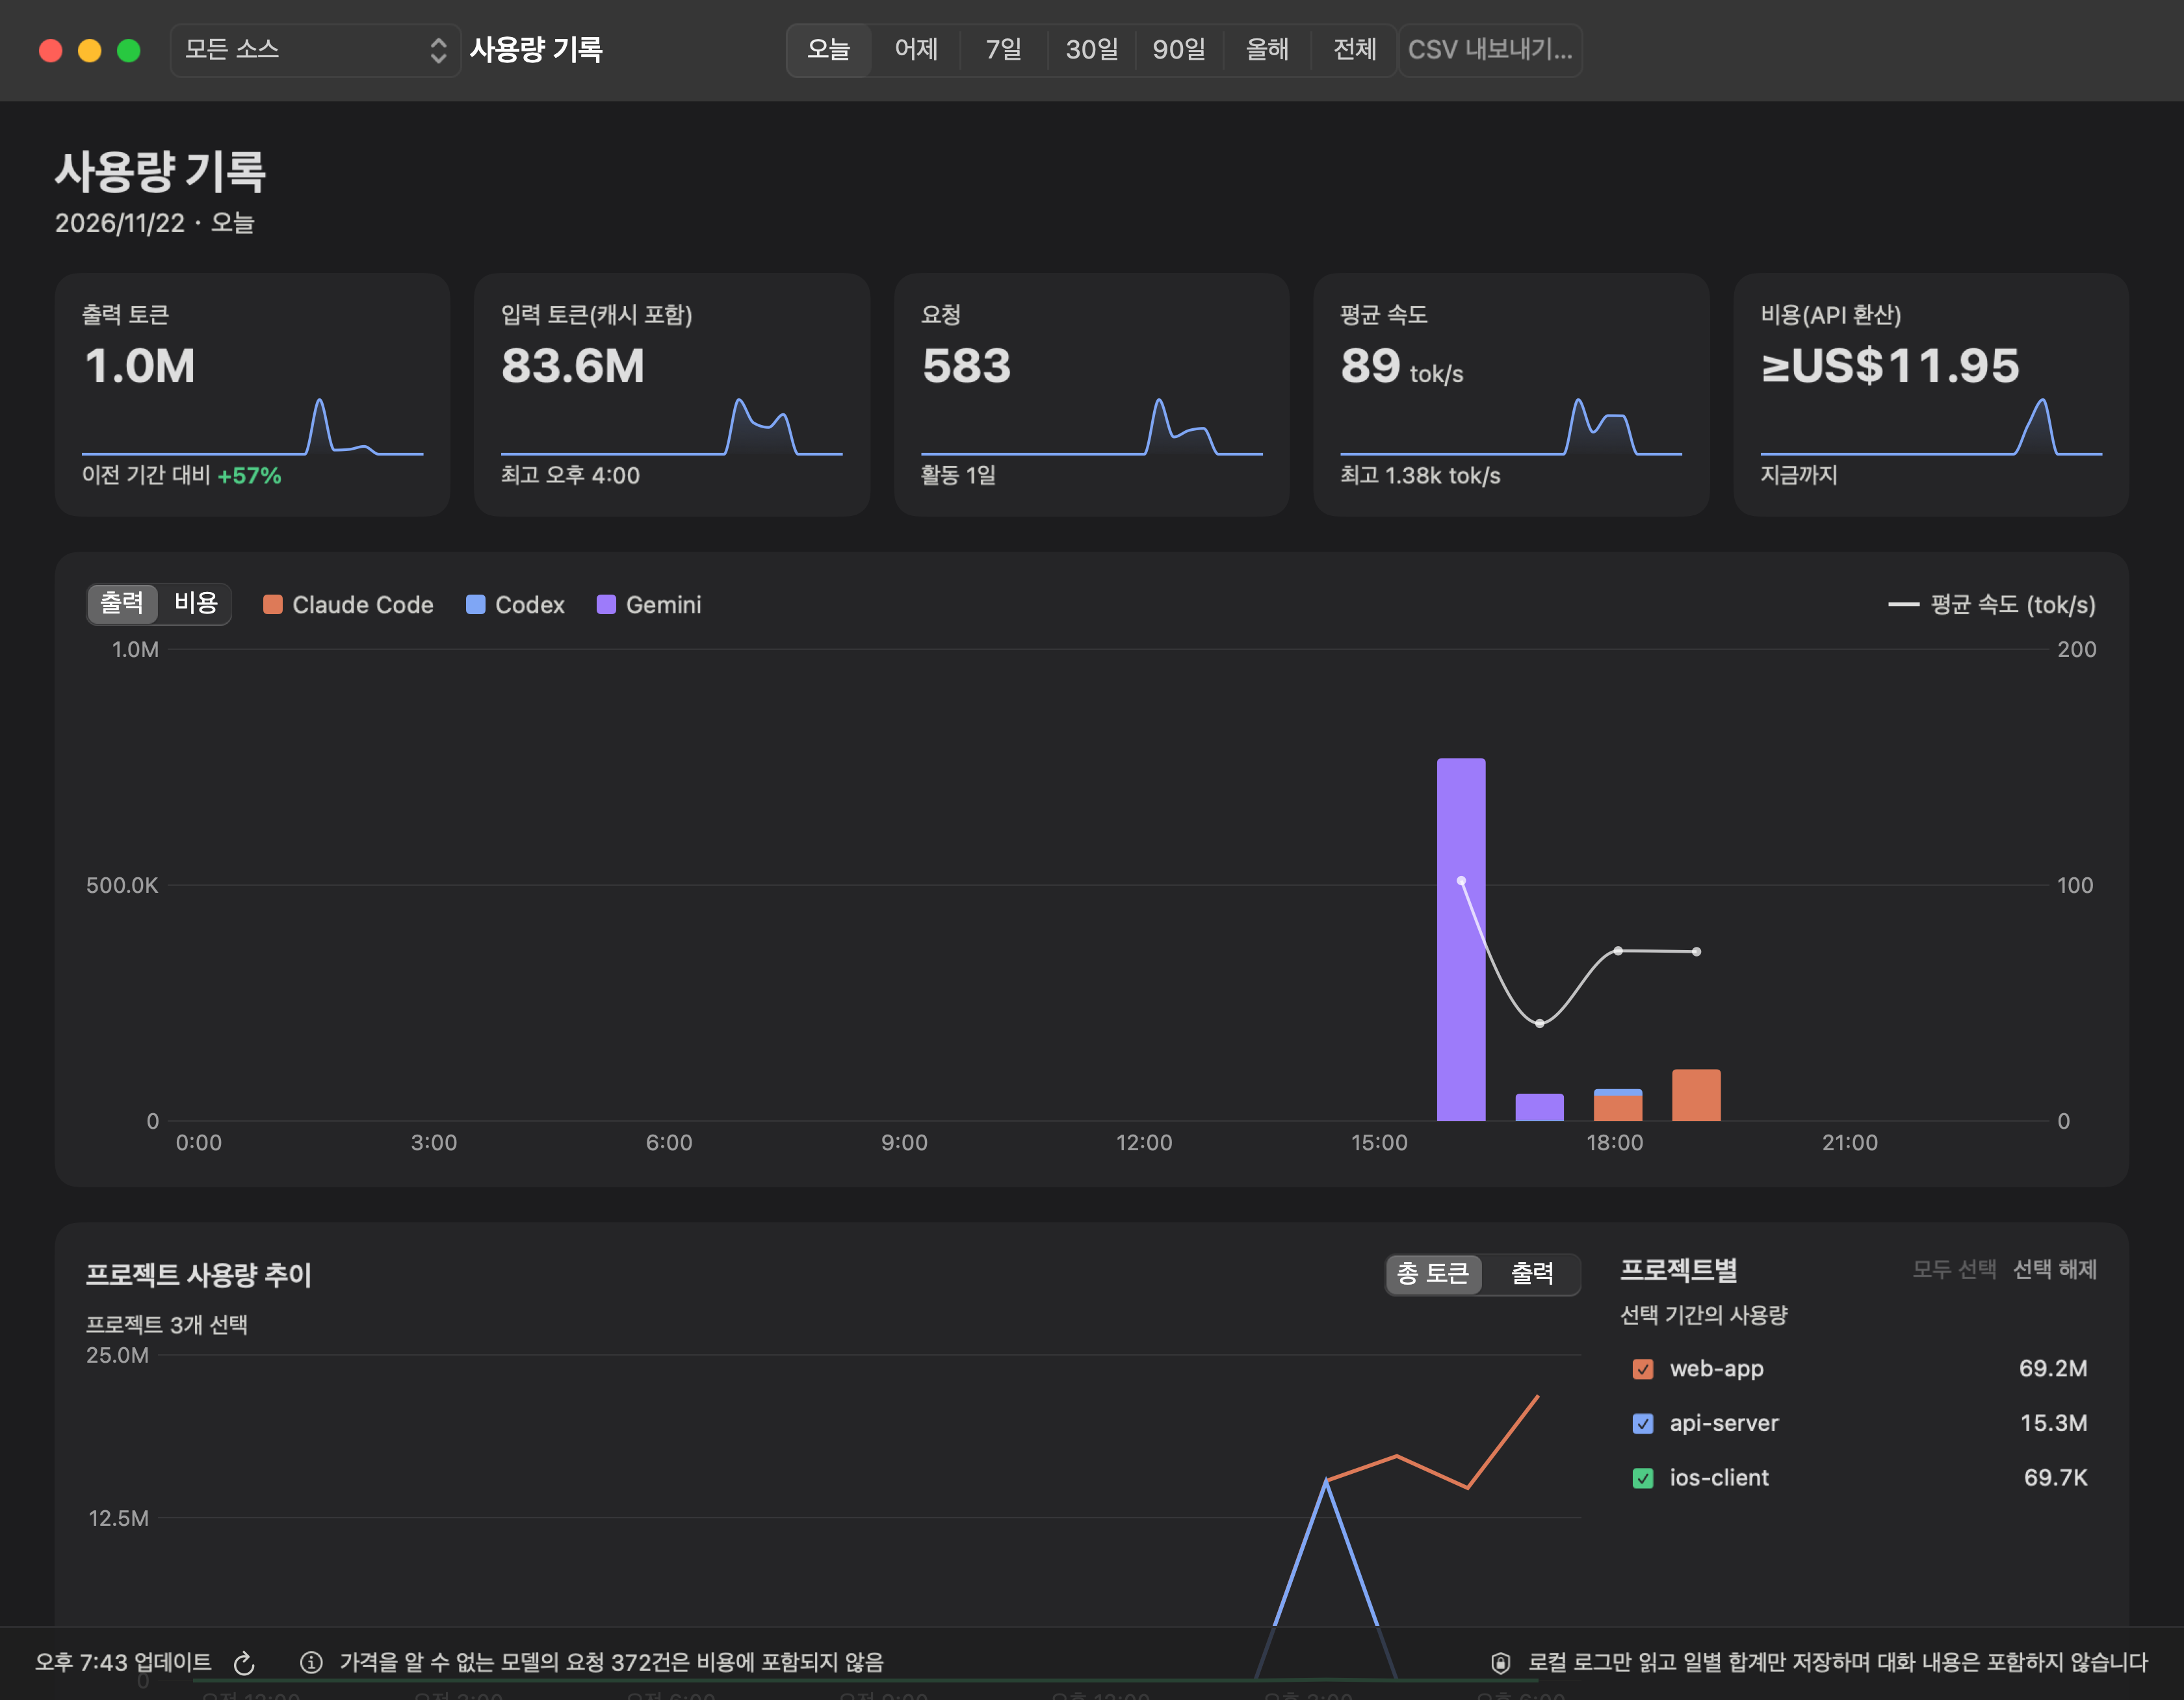 모든 소스
사용량 기록
오늘 어제 7일 30일 90일 올해 전체
CSV 내보내기...
사용량 기록
2026/11/22 · 오늘
출력 토큰
1.0M
이전 기간 대비 +57%
입력 토큰(캐시 포함)
83.6M
최고 오후 4:00
요청
583
활동 1일
평균 속도
89 tok/s
최고 1.38k tok/s
비용(API 환산)
≥US$11.95
지금까지
출력 비용
Claude Code Codex Gemini
평균 속도 (tok/s)
1.0M 200
500.0K 100
0 0
0:00 3:00 6:00 9:00 12:00 15:00 18:00 21:00
프로젝트 사용량 추이
총 토큰 출력
프로젝트 3개 선택
25.0M
12.5M
0
프로젝트별
모두 선택 선택 해제
선택 기간의 사용량
web-app 69.2M
api-server 15.3M
ios-client 69.7K
오후 7:43 업데이트
가격을 알 수 없는 모델의 요청 372건은 비용에 포함되지 않음
로컬 로그만 읽고 일별 합계만 저장하며 대화 내용은 포함하지 않습니다